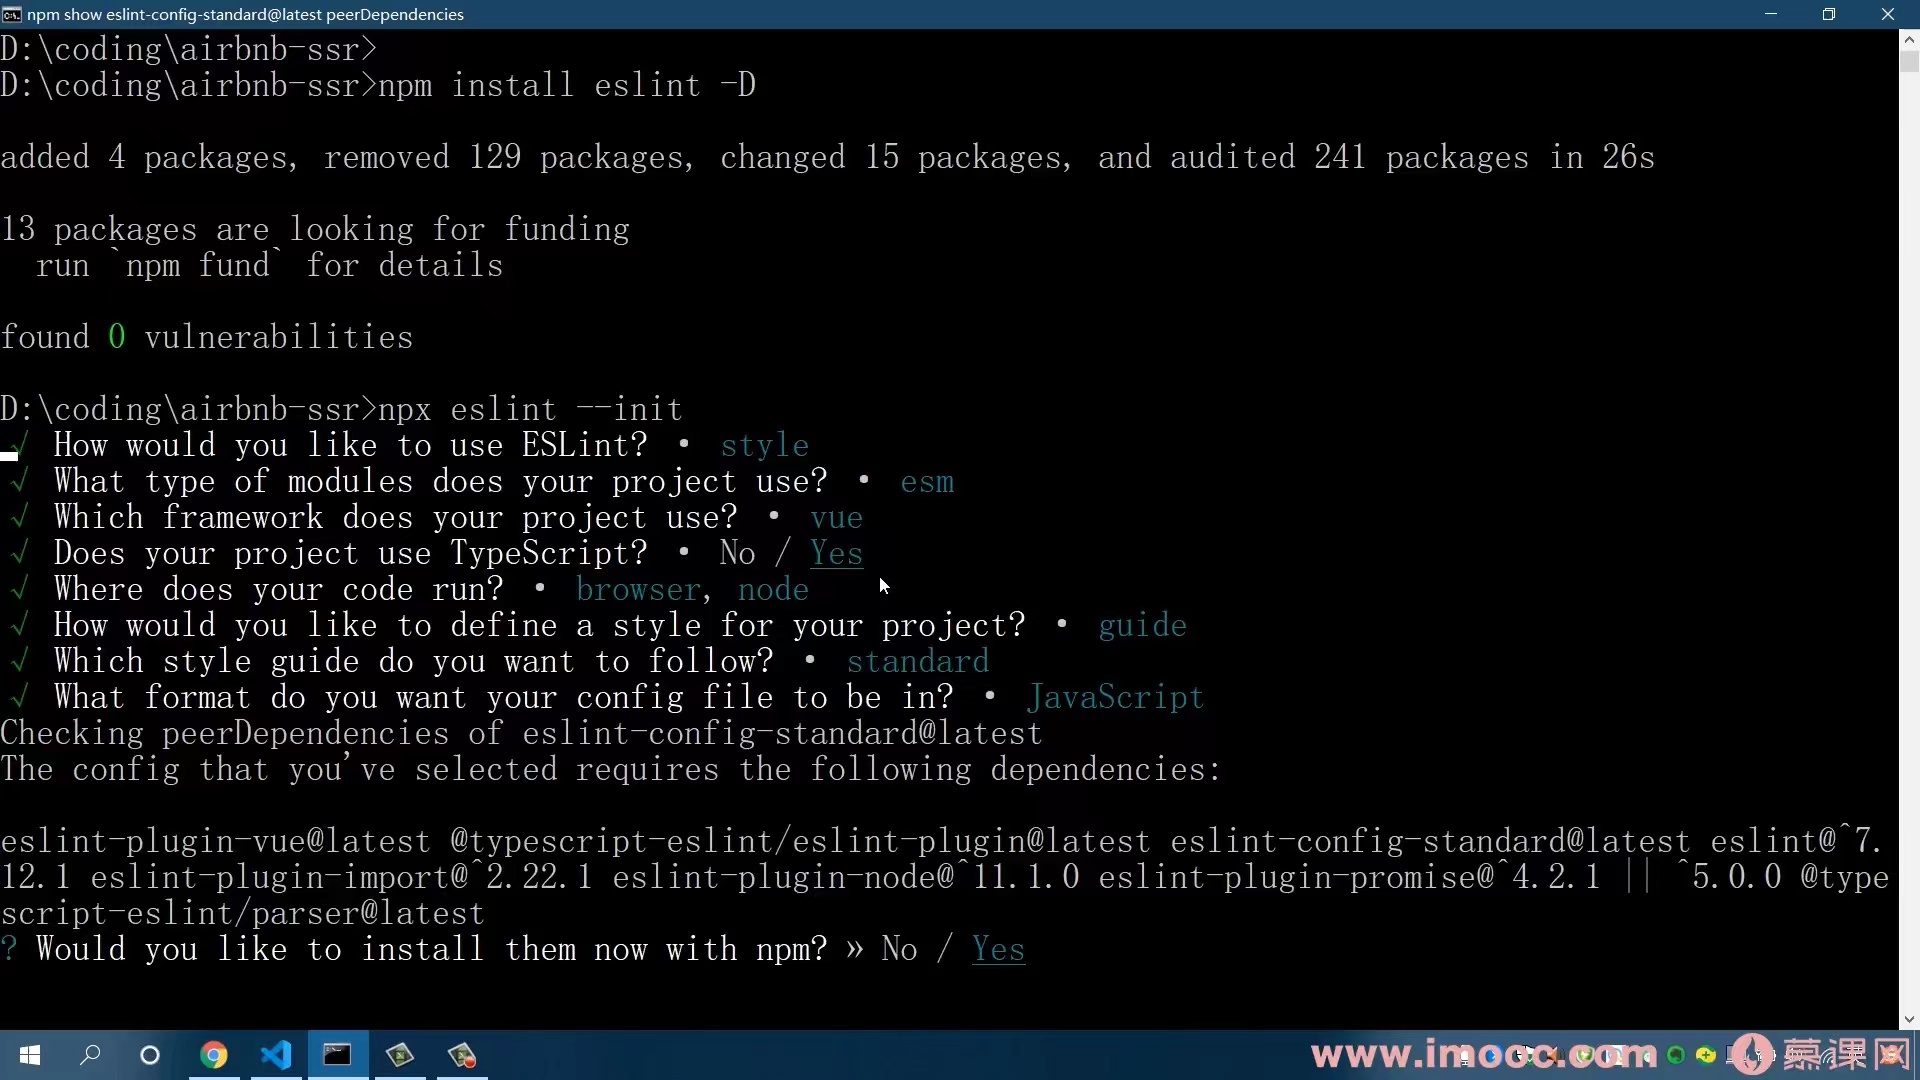 npm show eslint-config-standard@latest peerDependencies
D:\coding\airbnb-ssr>
D:\coding\airbnb-ssr>npm install eslint -D
added 4 packages, removed 129 packages, changed 15 packages, and audited 241 packages in 26s
13 packages are looking for funding
  run `npm fund` for details
found 0 vulnerabilities
D:\coding\airbnb-ssr>npx eslint --init
√ How would you like to use ESLint? · style
√ What type of modules does your project use? · esm
√ Which framework does your project use? · vue
√ Does your project use TypeScript? · No / Yes
√ Where does your code run? · browser, node
√ How would you like to define a style for your project? · guide
√ Which style guide do you want to follow? · standard
√ What format do you want your config file to be in? · JavaScript
Checking peerDependencies of eslint-config-standard@latest
The config that you've selected requires the following dependencies:
eslint-plugin-vue@latest @typescript-eslint/eslint-plugin@latest eslint-config-standard@latest eslint@^7.
12.1 eslint-plugin-import@^2.22.1 eslint-plugin-node@^11.1.0 eslint-plugin-promise@^4.2.1 || ^5.0.0 @type
script-eslint/parser@latest
? Would you like to install them now with npm? » No / Yes
www.imooc.com 慕课网